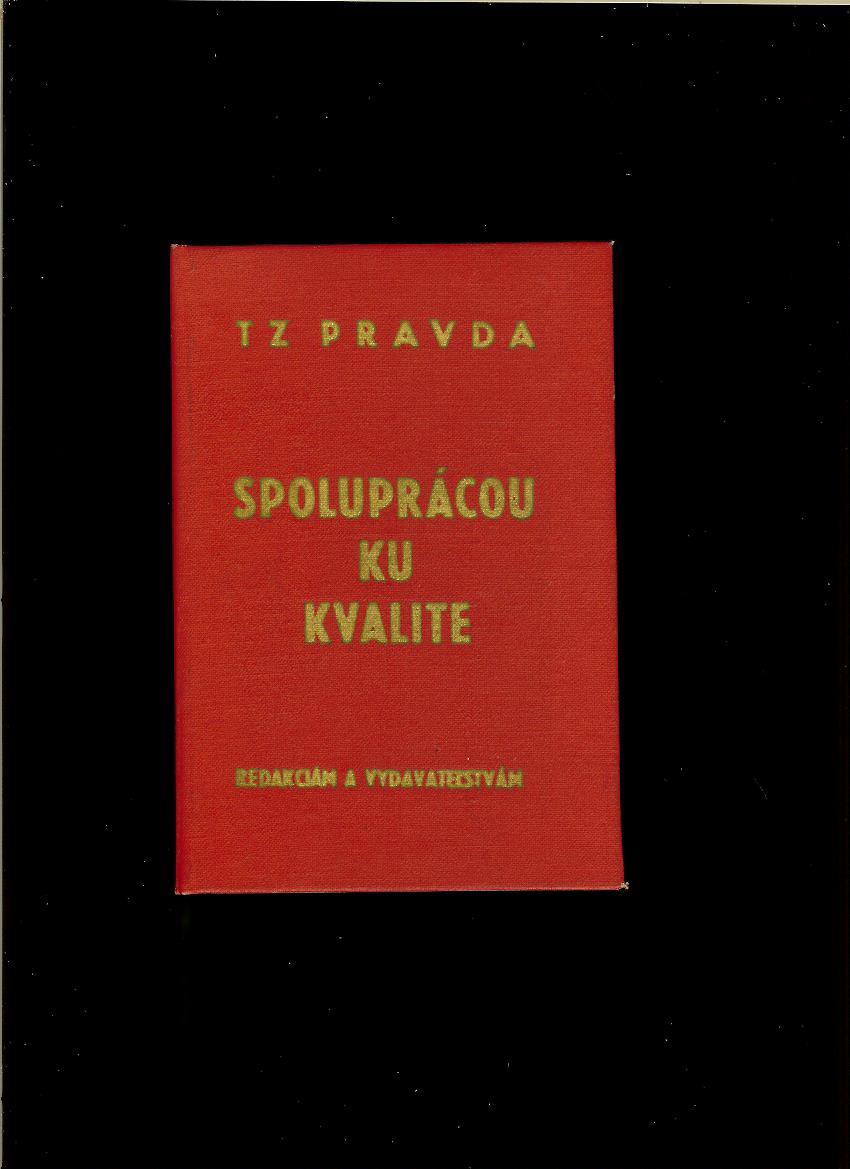 TZ PRAVDA
SPOLUPRÁCOU
KU
KVALITE
REDAKCIÁM A VYDAVATEĽSTVÁM